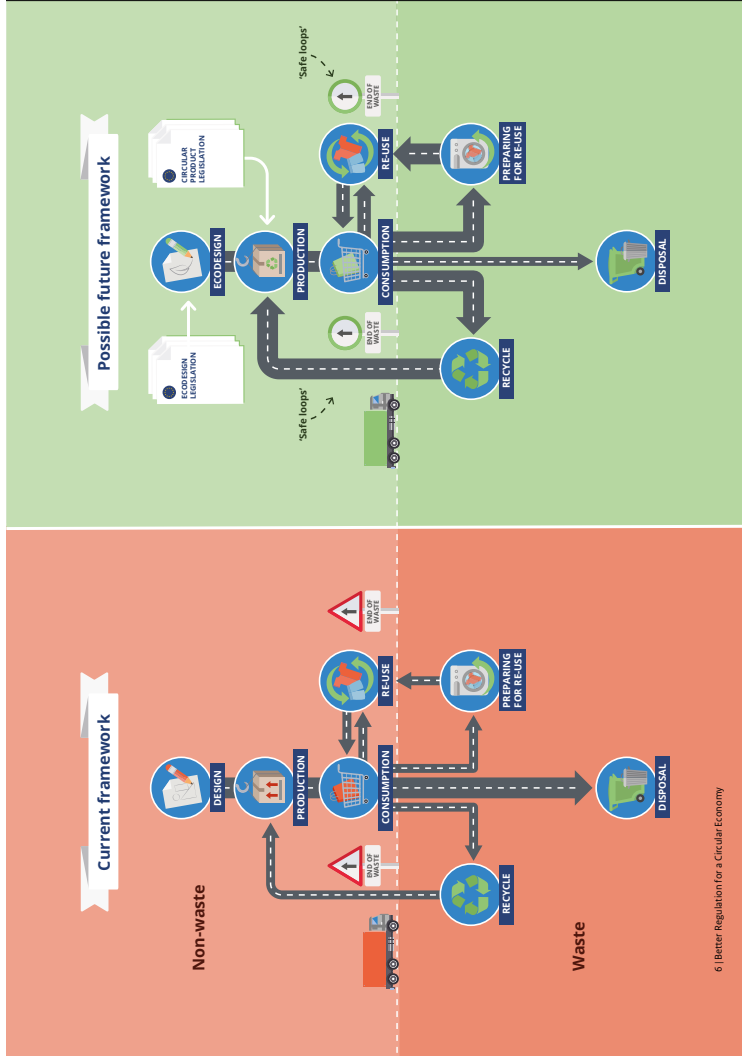 Current framework
Non-waste
DESIGN
PRODUCTION
END OF
WASTE
CONSUMPTION
RE-USE
END OF
WASTE
RECYCLE
PREPARING
FOR RE-USE
Waste
DISPOSAL
6 | Better Regulation for a Circular Economy
Possible future framework
ECODESIGN
LEGISLATION
ECODESIGN
CIRCULAR
PRODUCT
LEGISLATION
PRODUCTION
'Safe loops'
'Safe loops'
END OF
WASTE
CONSUMPTION
RE-USE
END OF
WASTE
RECYCLE
PREPARING
FOR RE-USE
DISPOSAL